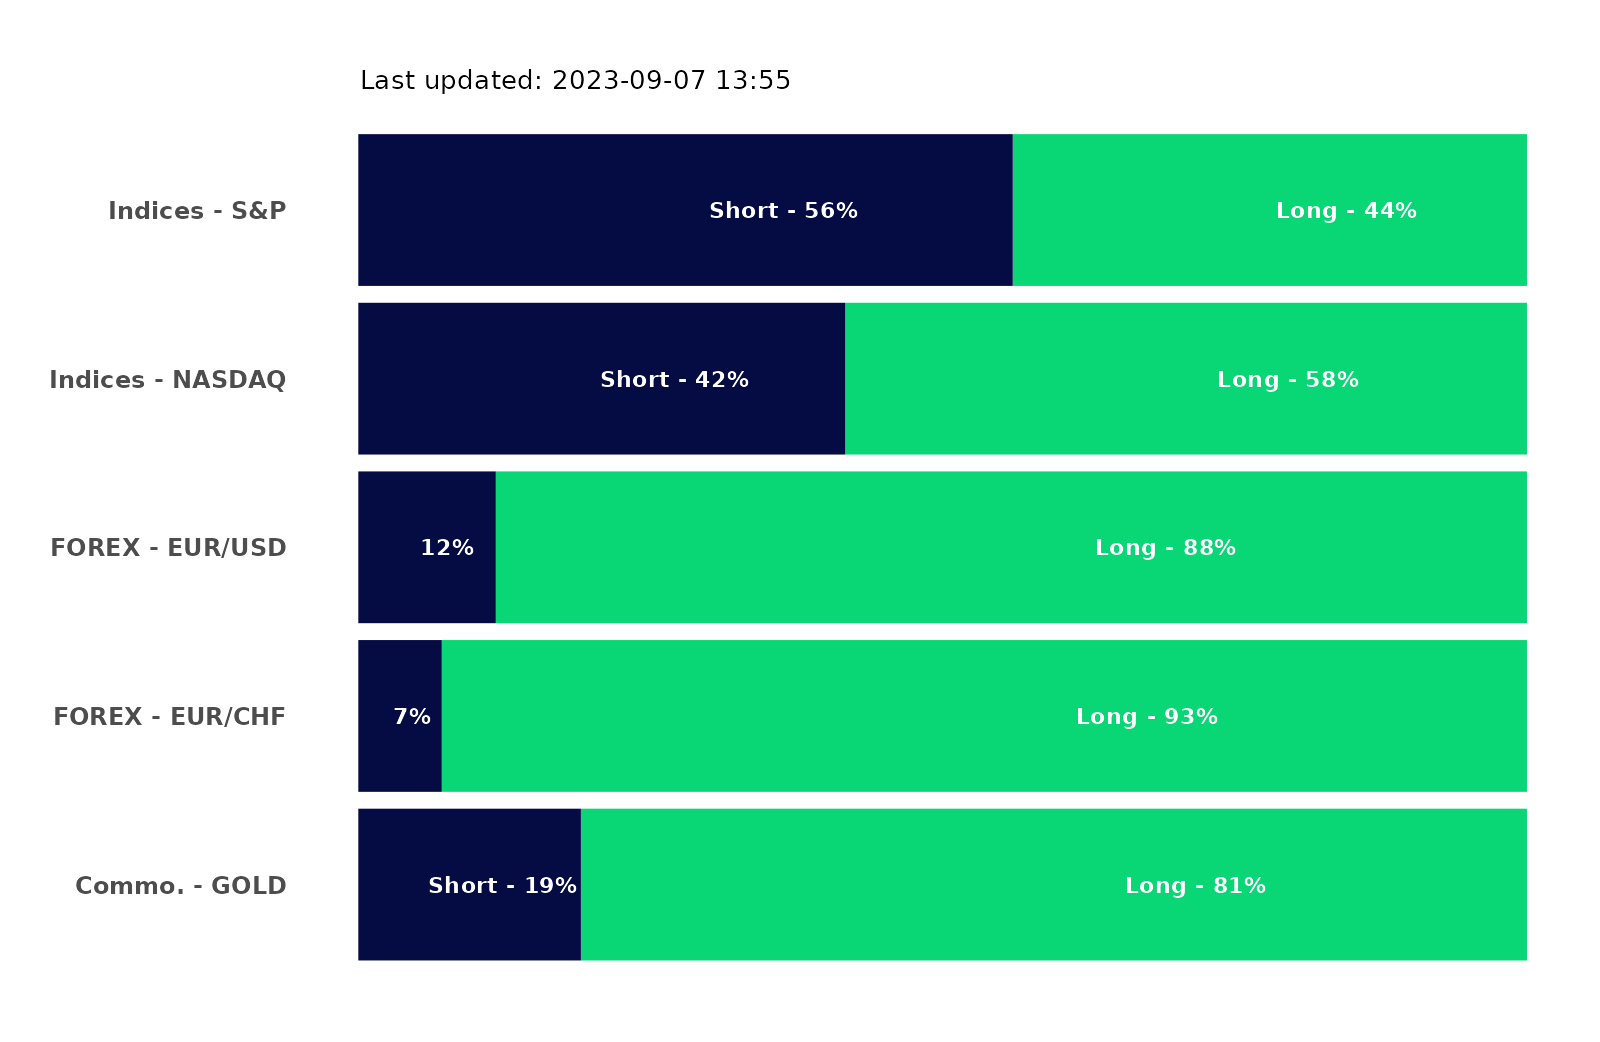 Last updated: 2023-09-07 13:55
Indices - S&P Short - 56% Long - 44%
Indices - NASDAQ Short - 42% Long - 58%
FOREX - EUR/USD 12% Long - 88%
FOREX - EUR/CHF 7% Long - 93%
Commo. - GOLD Short - 19% Long - 81%